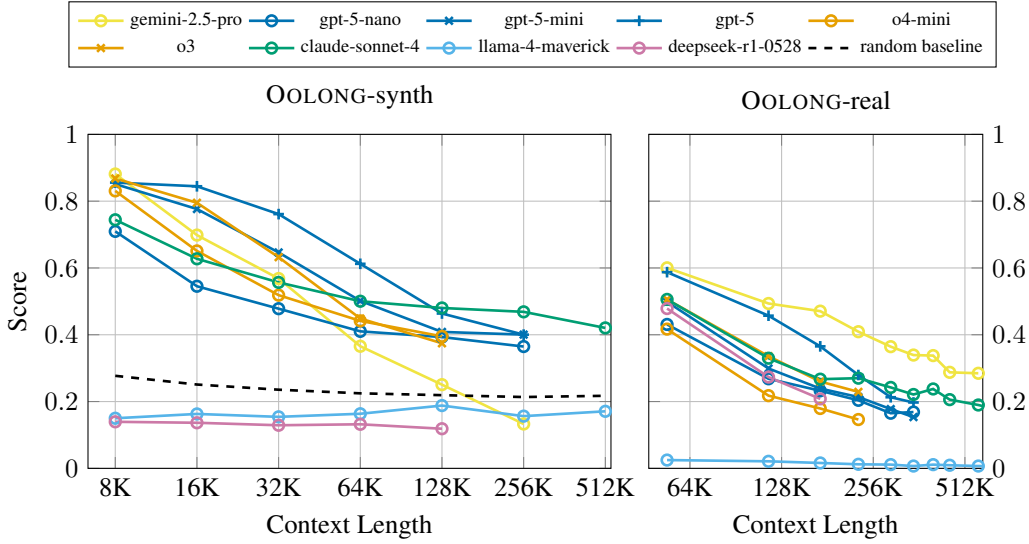 gemini-2.5-pro gpt-5-nano gpt-5-mini gpt-5 o4-mini
o3 claude-sonnet-4 llama-4-maverick deepseek-r1-0528 random baseline
OOLONG-synth
OOLONG-real
1
0.8
0.6
0.4
0.2
0
Score
8K 16K 32K 64K 128K 256K 512K
Context Length
1
0.8
0.6
0.4
0.2
0
64K 128K 256K 512K
Context Length